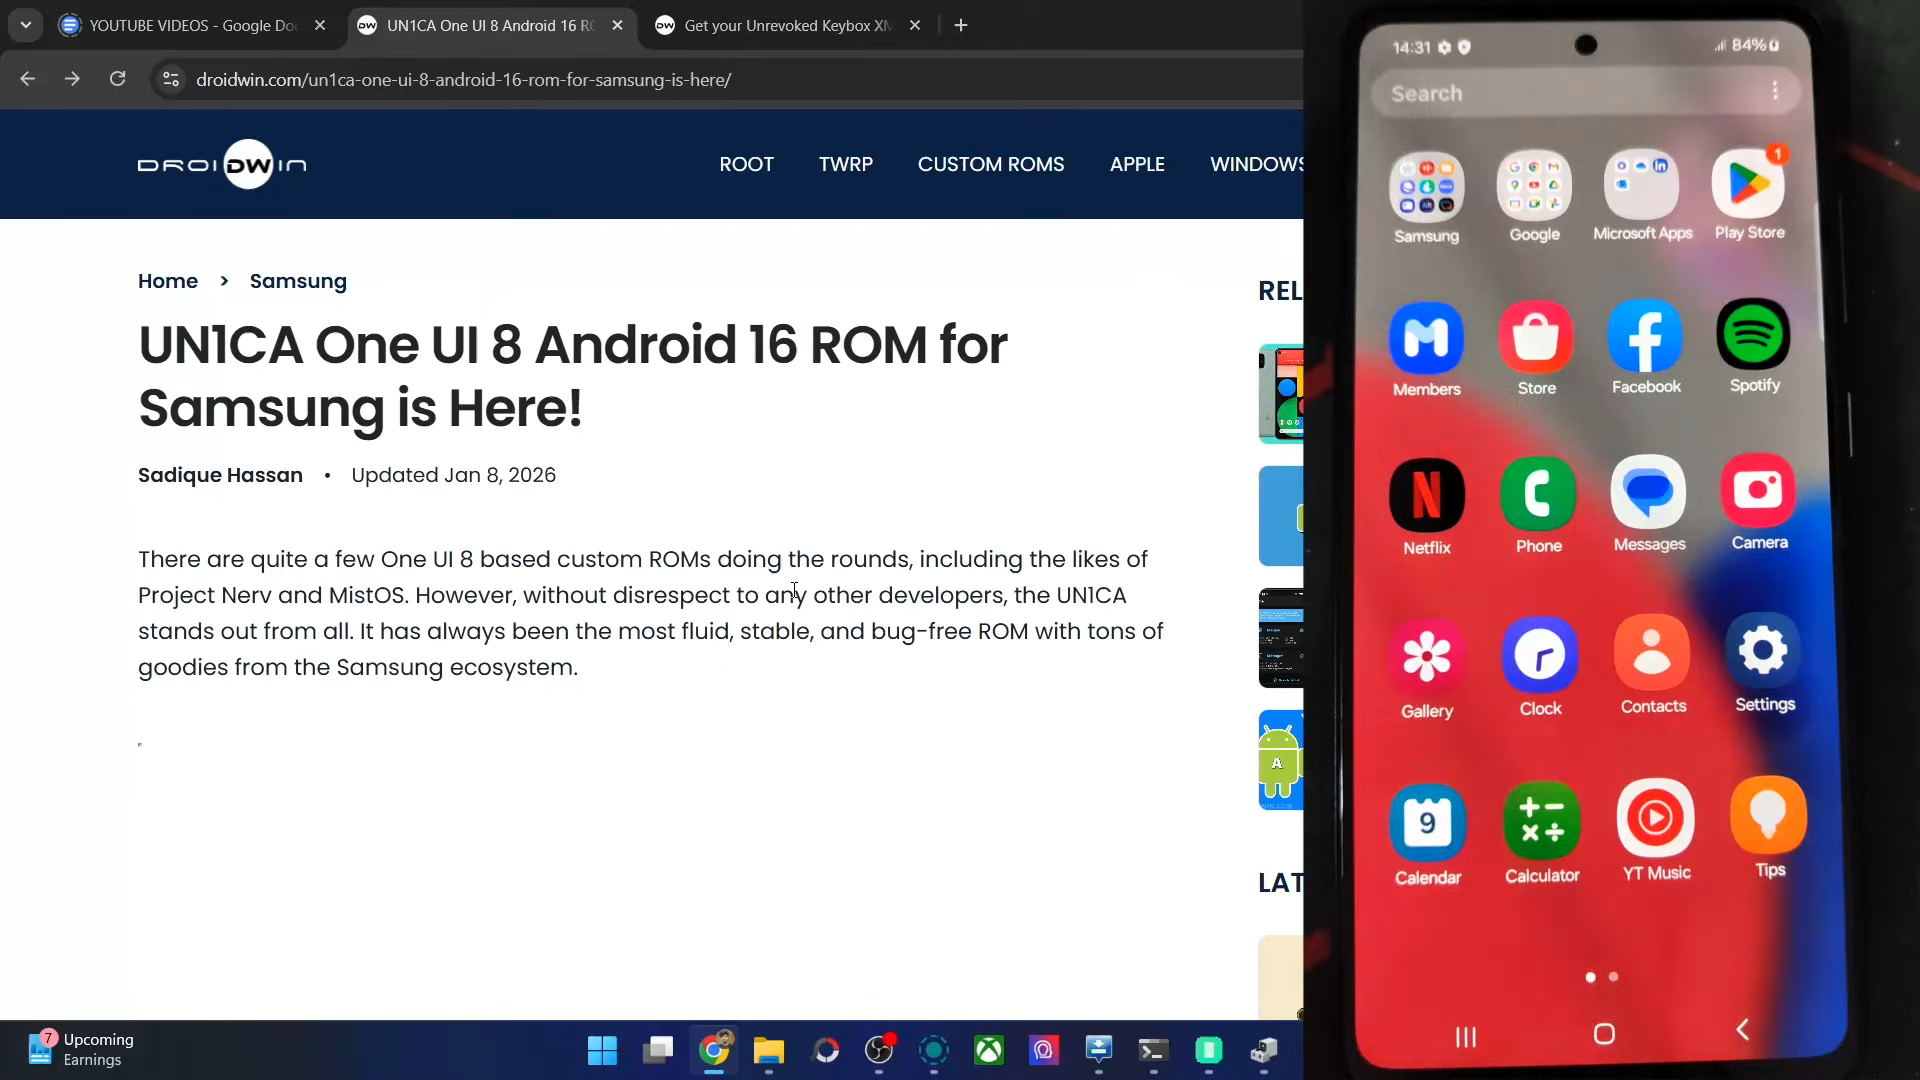 YOUTUBE VIDEOS - Google Do
UN1CA One UI 8 Android 16 R
Get your Unrevoked Keybox XM
droidwin.com/un1ca-one-ui-8-android-16-rom-for-samsung-is-here/
DROIDWIN
ROOT
TWRP
CUSTOM ROMS
APPLE
WINDOWS
Home > Samsung
UN1CA One UI 8 Android 16 ROM for
Samsung is Here!
Sadique Hassan • Updated Jan 8, 2026
There are quite a few One UI 8 based custom ROMs doing the rounds, including the likes of
Project Nerv and MistOS. However, without disrespect to any other developers, the UN1CA
stands out from all. It has always been the most fluid, stable, and bug-free ROM with tons of
goodies from the Samsung ecosystem.
REL
LAT
7
Upcoming
Earnings
14:31
84%
Search
1
Samsung
Google
Microsoft Apps
Play Store
Members
Store
Facebook
Spotify
Netflix
Phone
Messages
Camera
Gallery
Clock
Contacts
Settings
9
Calendar
Calculator
YT Music
Tips